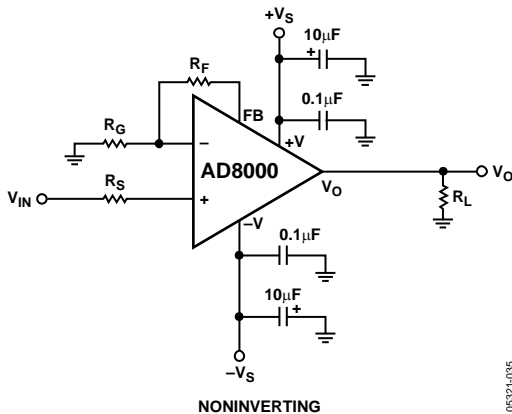 +VS
10μF
+
RF
0.1μF
FB
RG
–
+V
AD8000
VO
VO
VIN
RS
+
RL
–V
0.1μF
10μF
+
–VS
NONINVERTING
05321-035